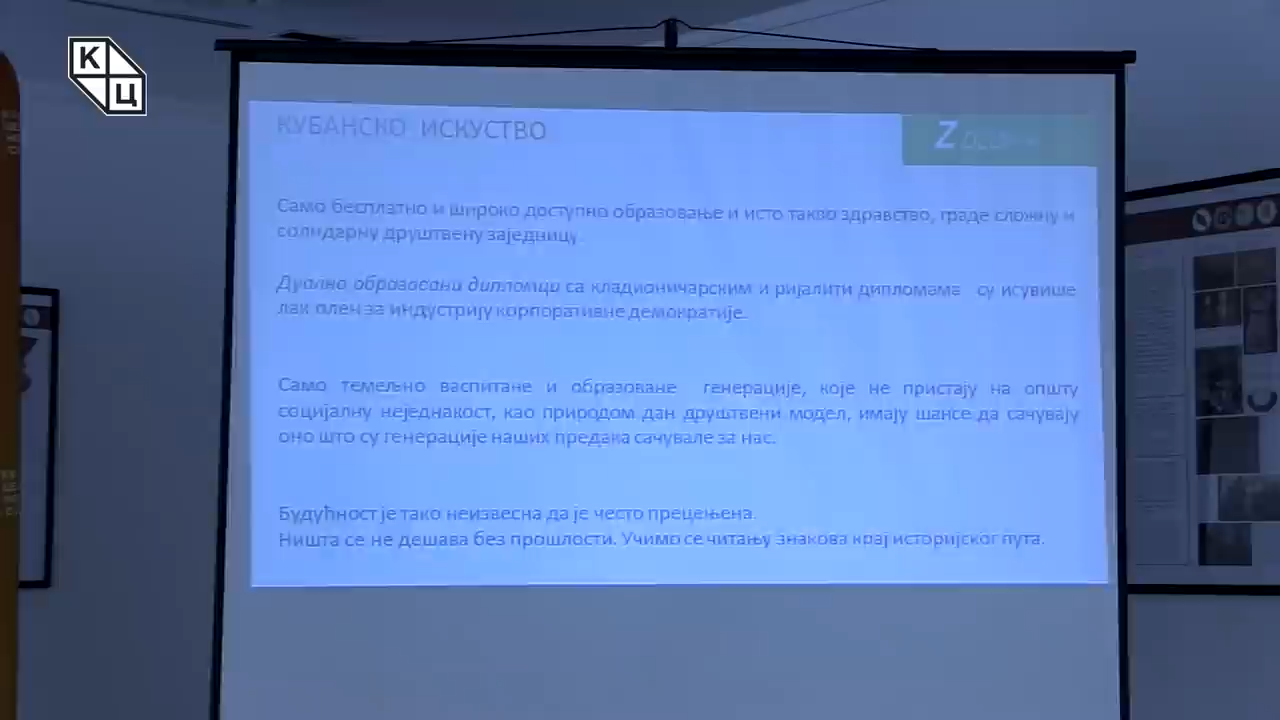 К
Ц
КУБАНСКО ИСКУСТВО
Z
Само бесплатно и широко доступно образовање и исто такво здравство, граде сложну и
солидарну друштвену заједницу.
Дуално образовани дипломци са кладионичарским и ријалити дипломама су исувише
лак плен за индустрију корпоративне демократије.
Само темељно васпитане и образоване генерације, које не пристају на општу
социјалну неједнакост, као природом дан друштвени модел, имају шансе да сачувају
оно што су генерације наших предака сачувале за нас.
Будућност је тако неизвесна да је често прецењена.
Ништа се не дешава без прошлости. Учимо се читању знакова крај историјског пута.